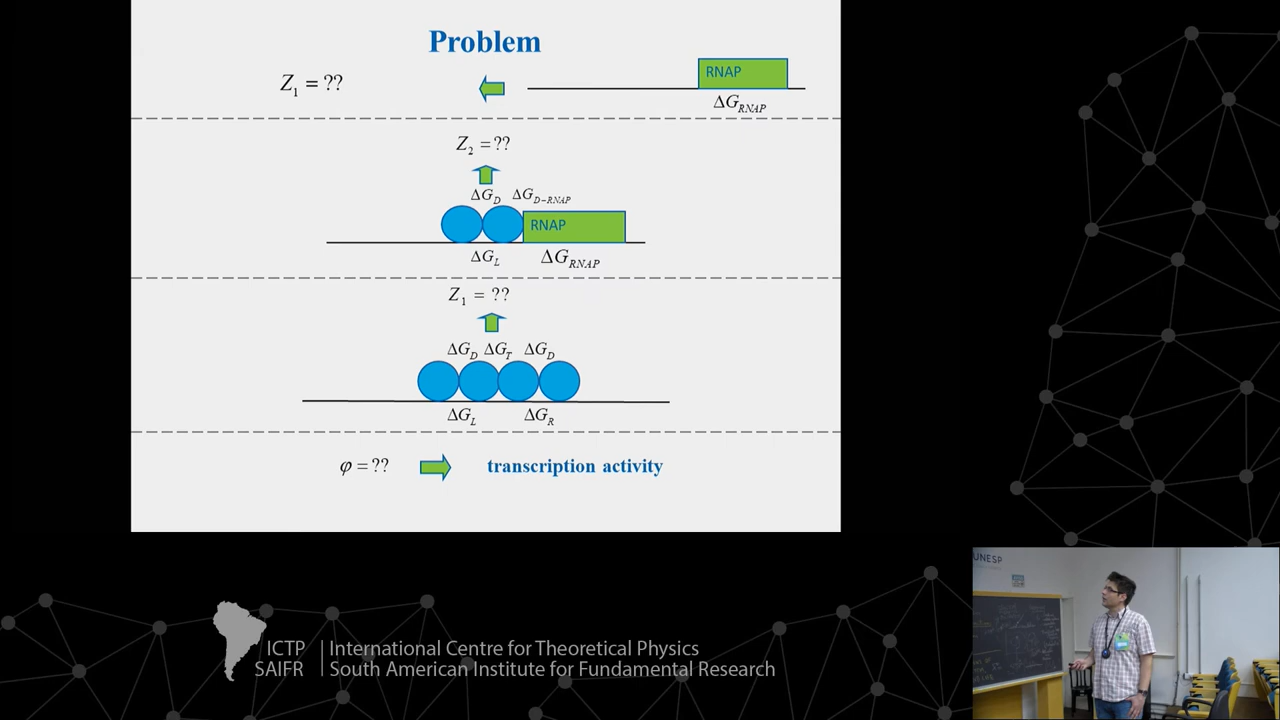 Problem
Z₁ = ??
RNAP
ΔG_RNAP
Z₂ = ??
ΔG_D ΔG_D−RNAP
RNAP
ΔG_L ΔG_RNAP
Z₁ = ??
ΔG_D ΔG_T ΔG_D
ΔG_L ΔG_R
φ = ?? transcription activity
UNESP
ICTP International Centre for Theoretical Physics
SAIFR South American Institute for Fundamental Research